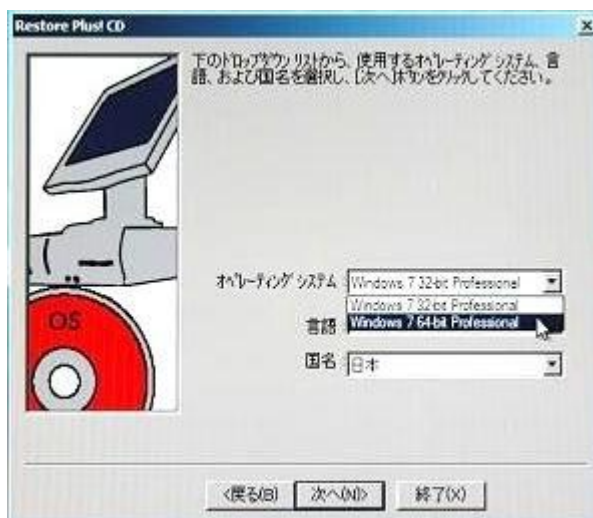 Restore Plus! CD
下のドロップダウン リストから、使用するオペレーティング システム、言
語、および国名を選択し、[次へ]ボタンをクリックしてください。
オペレーティング システム
Windows 7 32-bit Professional
Windows 7 32-bit Professional
Windows 7 64-bit Professional
言語
国名
日本
OS
<戻る(B)
次へ(N)>
終了(X)